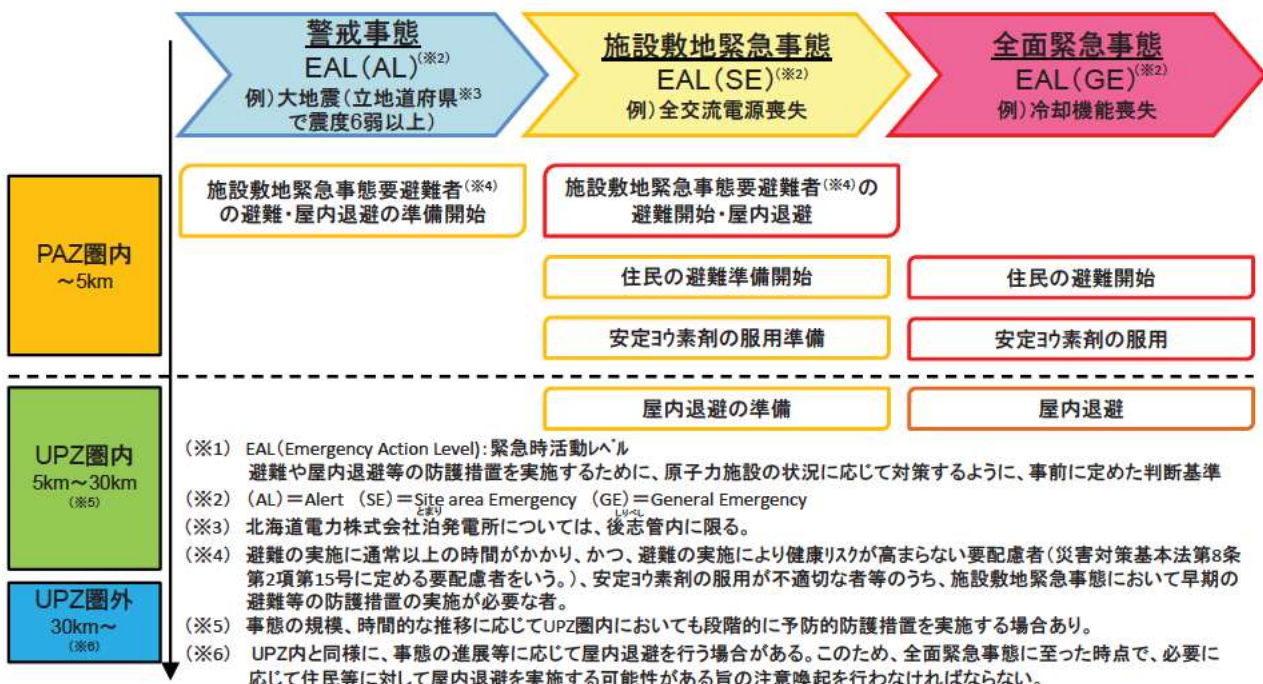 警戒事態
EAL(AL)(※2)
例)大地震(立地道府県※3
で震度6弱以上)
施設敷地緊急事態
EAL(SE)(※2)
例)全交流電源喪失
全面緊急事態
EAL(GE)(※2)
例)冷却機能喪失
PAZ圏内
~5km
施設敷地緊急事態要避難者(※4)
の避難・屋内退避の準備開始
施設敷地緊急事態要避難者(※4)の
避難開始・屋内退避
住民の避難準備開始
住民の避難開始
安定ヨウ素剤の服用準備
安定ヨウ素剤の服用
UPZ圏内
5km~30km
(※5)
屋内退避の準備
屋内退避
(※1) EAL(Emergency Action Level):緊急時活動レベル
避難や屋内退避等の防護措置を実施するために、原子力施設の状況に応じて対策するように、事前に定めた判断基準
(※2) (AL)=Alert (SE)=Site area Emergency (GE)=General Emergency
とまり しりべし
(※3) 北海道電力株式会社泊発電所については、後志管内に限る。
(※4) 避難の実施に通常以上の時間がかかり、かつ、避難の実施により健康リスクが高まらない要配慮者(災害対策基本法第8条
第2項第15号に定める要配慮者をいう。)、安定ヨウ素剤の服用が不適切な者等のうち、施設敷地緊急事態において早期の
避難等の防護措置の実施が必要な者。
UPZ圏外
30km~
(※6)
(※5) 事態の規模、時間的な推移に応じてUPZ圏内においても段階的に予防的防護措置を実施する場合あり。
(※6) UPZ内と同様に、事態の進展等に応じて屋内退避を行う場合がある。このため、全面緊急事態に至った時点で、必要に
応じて住民等に対して屋内退避を実施する可能性がある旨の注意喚起を行わなければならない。